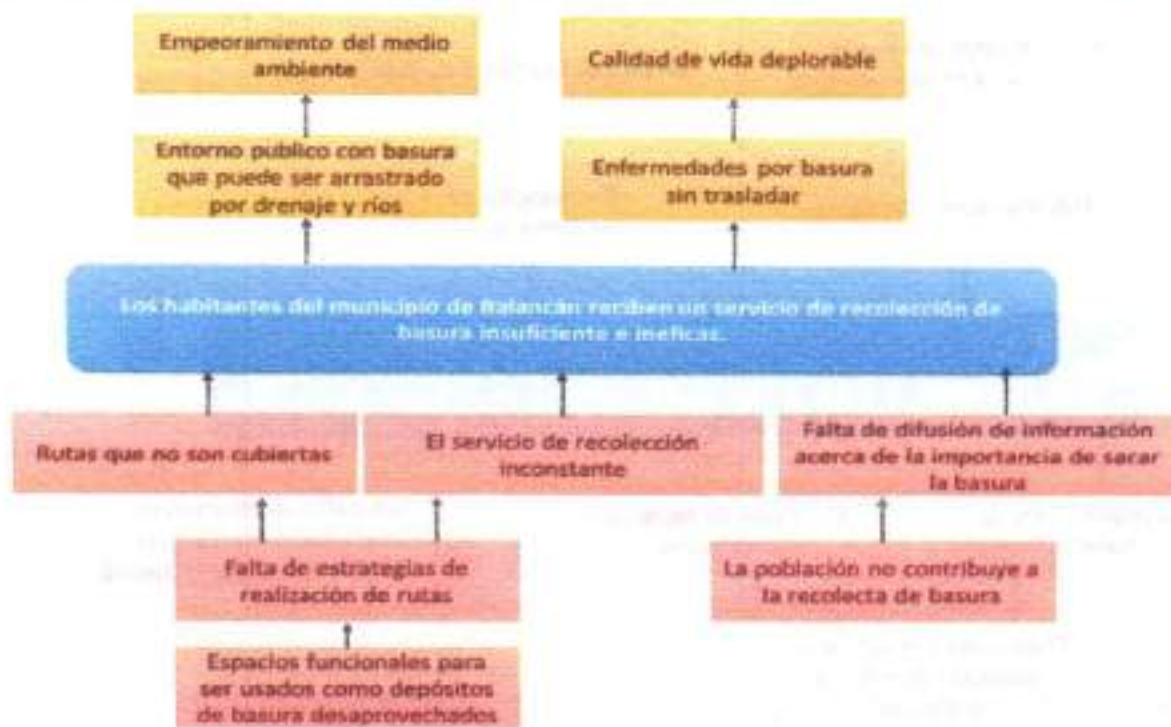 Empeoramiento del medio
ambiente
Calidad de vida deplorable
Entorno publico con basura
que puede ser arrastrado
por drenaje y ríos
Enfermedades por basura
sin trasladar
Los habitantes del municipio de Balancán reciben un servicio de recolección de
basura insuficiente e ineficas.
Rutas que no son cubiertas
El servicio de recolección
inconstante
Falta de difusión de información
acerca de la importancia de sacar
la basura
Falta de estrategias de
realización de rutas
La población no contribuye a
la recolecta de basura
Espacios funcionales para
ser usados como depósitos
de basura desaprovechados